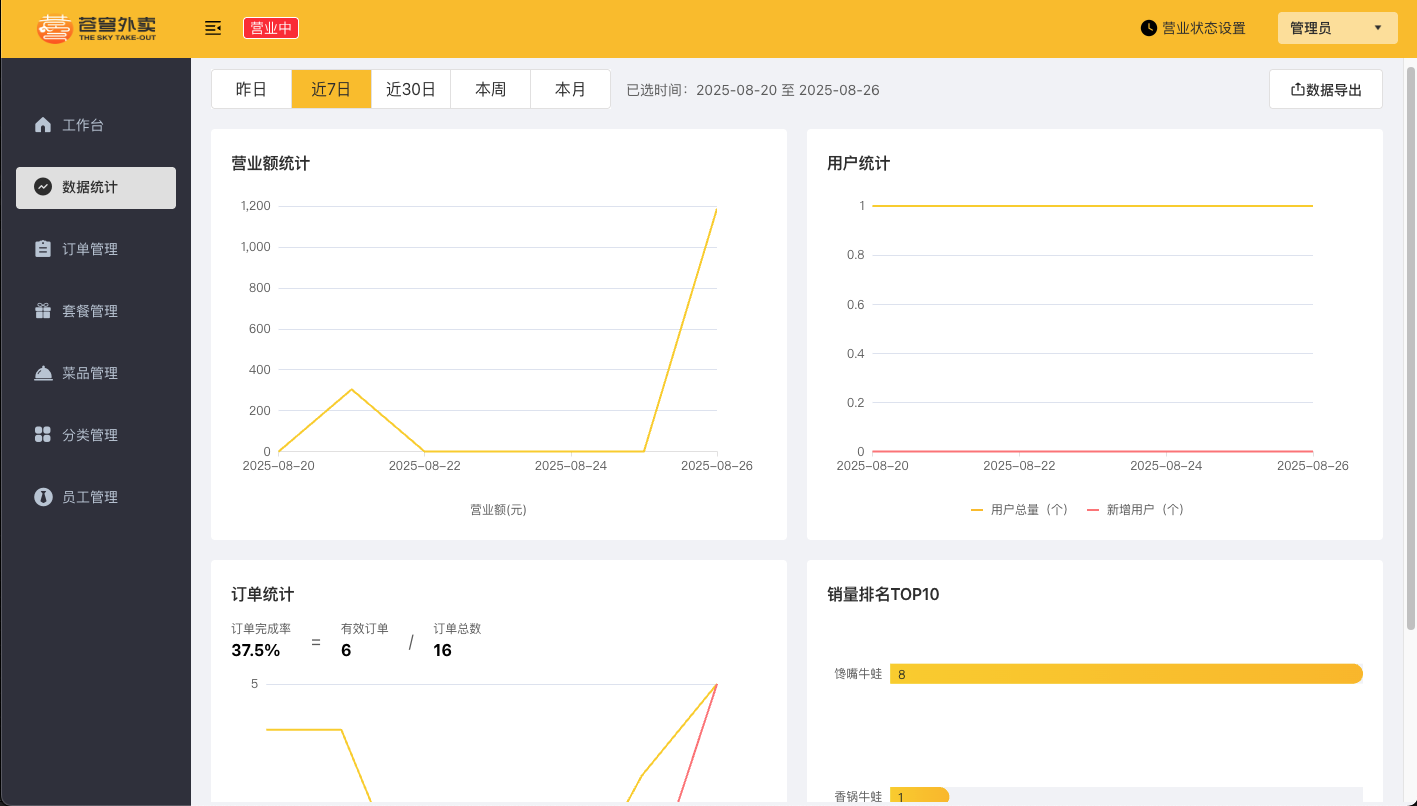 苍穹外卖
THE SKY TAKE-OUT
营业中
营业状态设置
管理员
工作台
数据统计
订单管理
套餐管理
菜品管理
分类管理
员工管理
昨日 近7日 近30日 本周 本月 已选时间：2025-08-20 至 2025-08-26
数据导出
营业额统计
1,200
1,000
800
600
400
200
0
2025-08-20 2025-08-22 2025-08-24 2025-08-26
营业额(元)
用户统计
1
0.8
0.6
0.4
0.2
0
2025-08-20 2025-08-22 2025-08-24 2025-08-26
用户总量（个） 新增用户（个）
订单统计
订单完成率 有效订单 订单总数
37.5% = 6 / 16
5
销量排名TOP10
馋嘴牛蛙 8
香锅牛蛙 1